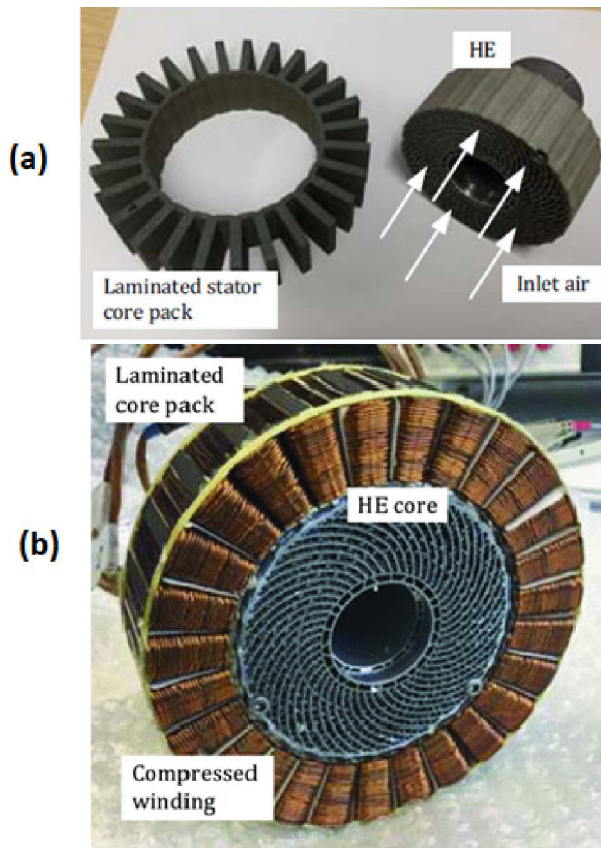 (a)
HE
Laminated stator
core pack
Inlet air
(b)
Laminated
core pack
HE core
Compressed
winding